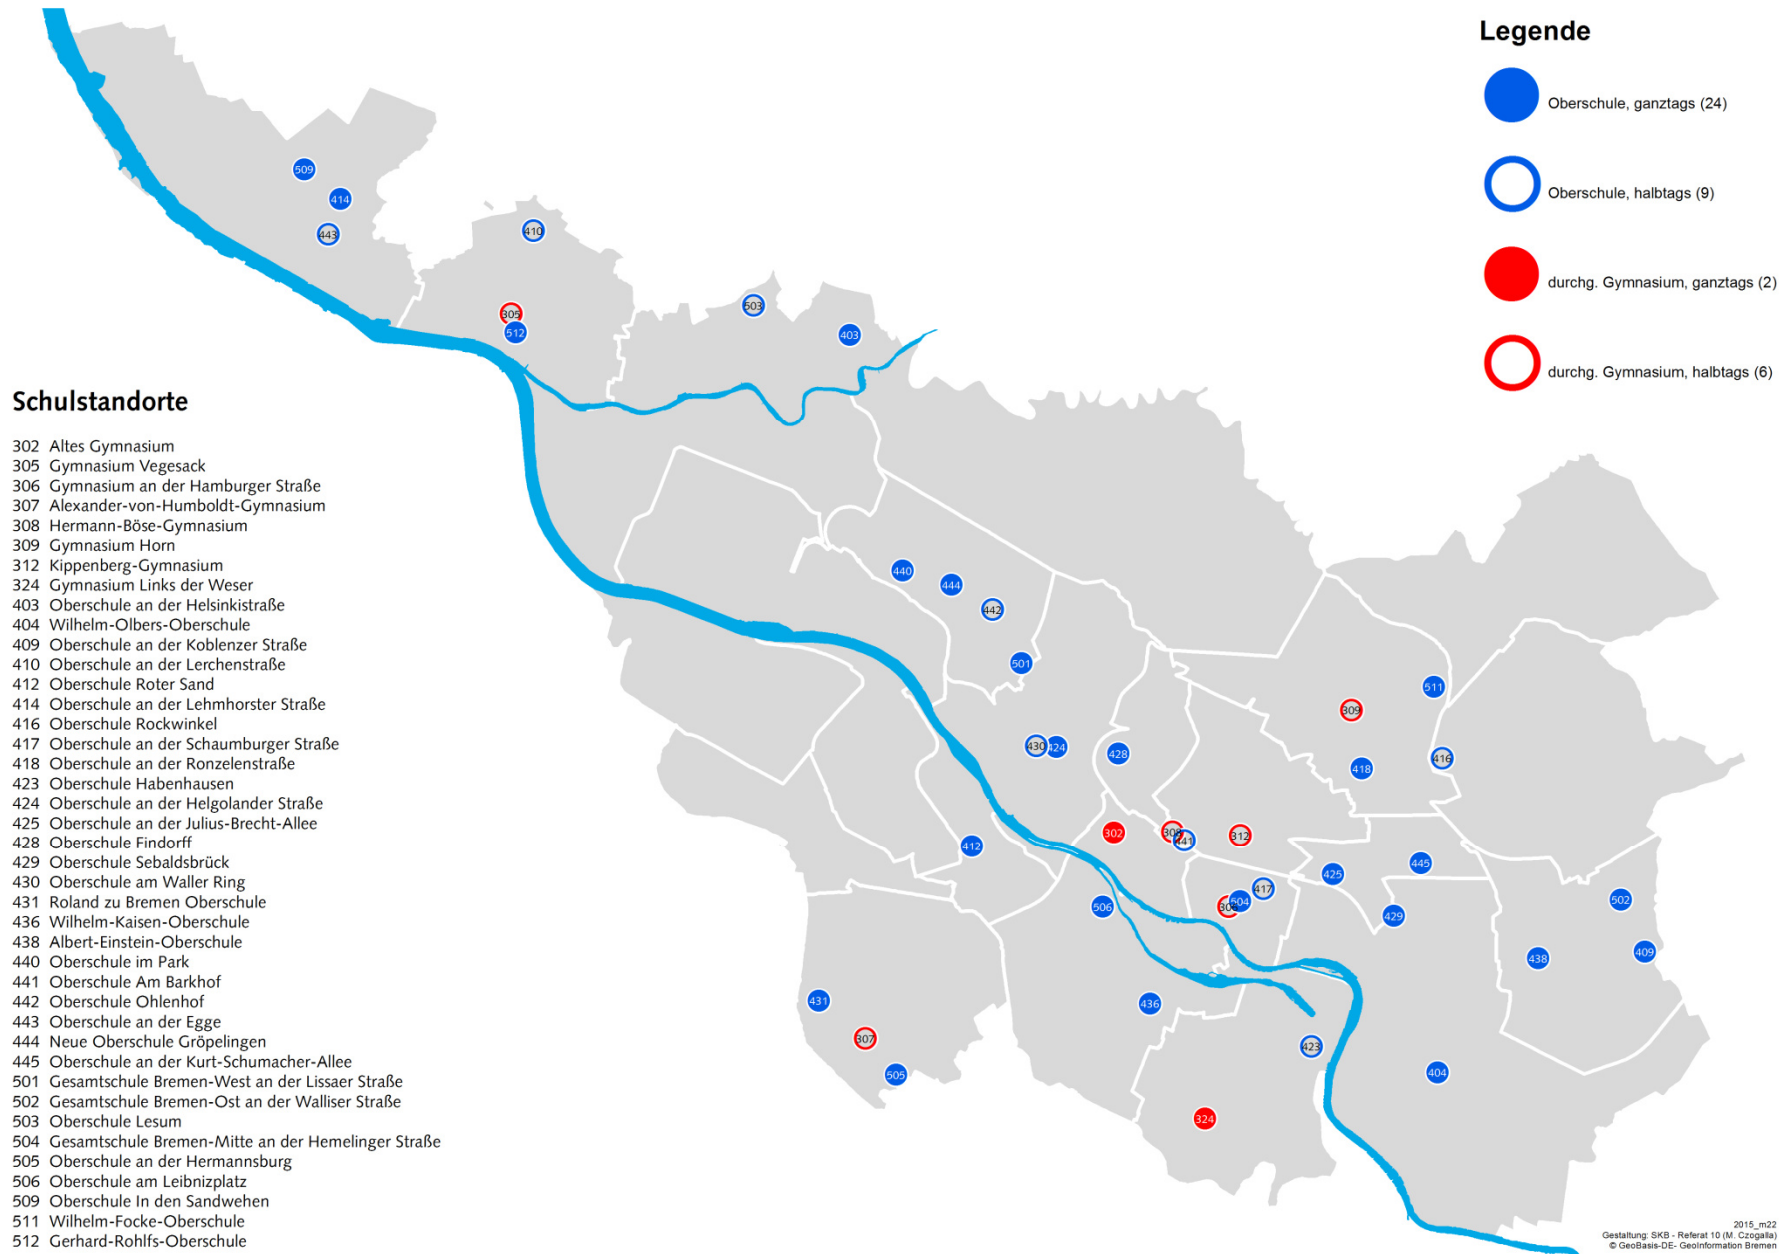 Legende
Oberschule, ganztags (24)
Oberschule, halbtags (9)
durchg. Gymnasium, ganztags (2)
durchg. Gymnasium, halbtags (6)
509
414
443
410
305
512
503
403
Schulstandorte
302 Altes Gymnasium
305 Gymnasium Vegesack
306 Gymnasium an der Hamburger Straße
307 Alexander-von-Humboldt-Gymnasium
308 Hermann-Böse-Gymnasium
309 Gymnasium Horn
312 Kippenberg-Gymnasium
324 Gymnasium Links der Weser
403 Oberschule an der Helsinkistraße
404 Wilhelm-Olbers-Oberschule
409 Oberschule an der Koblenzer Straße
410 Oberschule an der Lerchenstraße
412 Oberschule Roter Sand
414 Oberschule an der Lehmhorster Straße
416 Oberschule Rockwinkel
417 Oberschule an der Schaumburger Straße
418 Oberschule an der Ronzelenstraße
423 Oberschule Habenhausen
424 Oberschule an der Helgolander Straße
425 Oberschule an der Julius-Brecht-Allee
428 Oberschule Findorff
429 Oberschule Sebaldsbrück
430 Oberschule am Waller Ring
431 Roland zu Bremen Oberschule
436 Wilhelm-Kaisen-Oberschule
438 Albert-Einstein-Oberschule
440 Oberschule im Park
441 Oberschule Am Barkhof
442 Oberschule Ohlenhof
443 Oberschule an der Egge
444 Neue Oberschule Gröpelingen
445 Oberschule an der Kurt-Schumacher-Allee
501 Gesamtschule Bremen-West an der Lissaer Straße
502 Gesamtschule Bremen-Ost an der Walliser Straße
503 Oberschule Lesum
504 Gesamtschule Bremen-Mitte an der Hemelinger Straße
505 Oberschule an der Hermannsburg
506 Oberschule am Leibnizplatz
509 Oberschule In den Sandwehen
511 Wilhelm-Focke-Oberschule
512 Gerhard-Rohlfs-Oberschule
440
444
442
501
511
309
430
424
428
416
418
302
308
441
312
412
445
425
417
504
306
506
429
502
409
438
431
436
307
423
505
404
324
2015_m22
Gestaltung: SKB - Referat 10 (M. Czogalla)
© GeoBasis-DE- GeoInformation Bremen